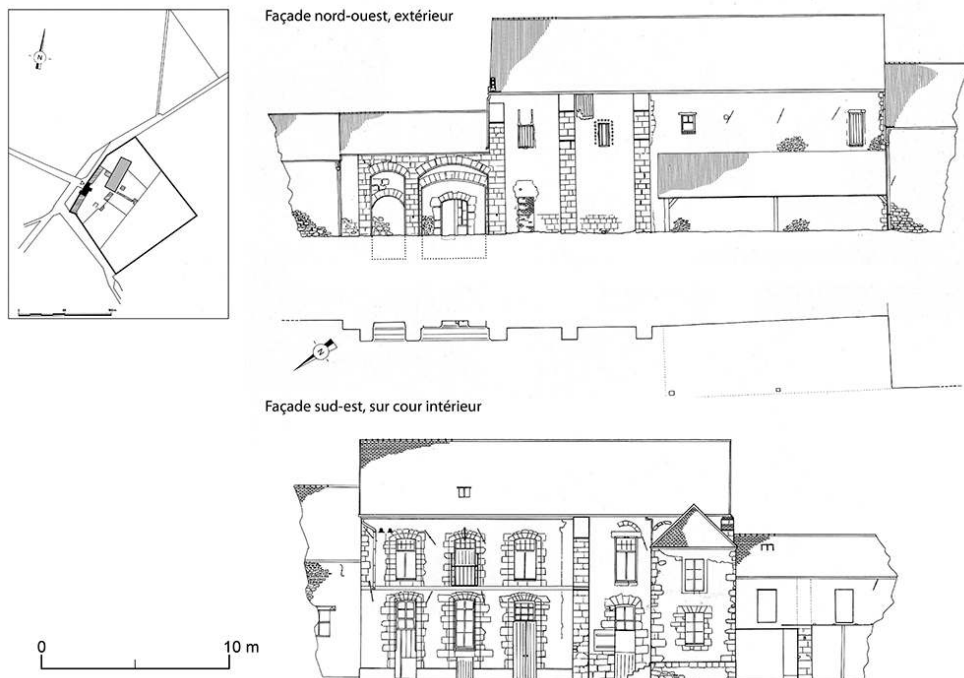 Façade nord-ouest, extérieur
N
N
Façade sud-est, sur cour intérieur
0 10 m